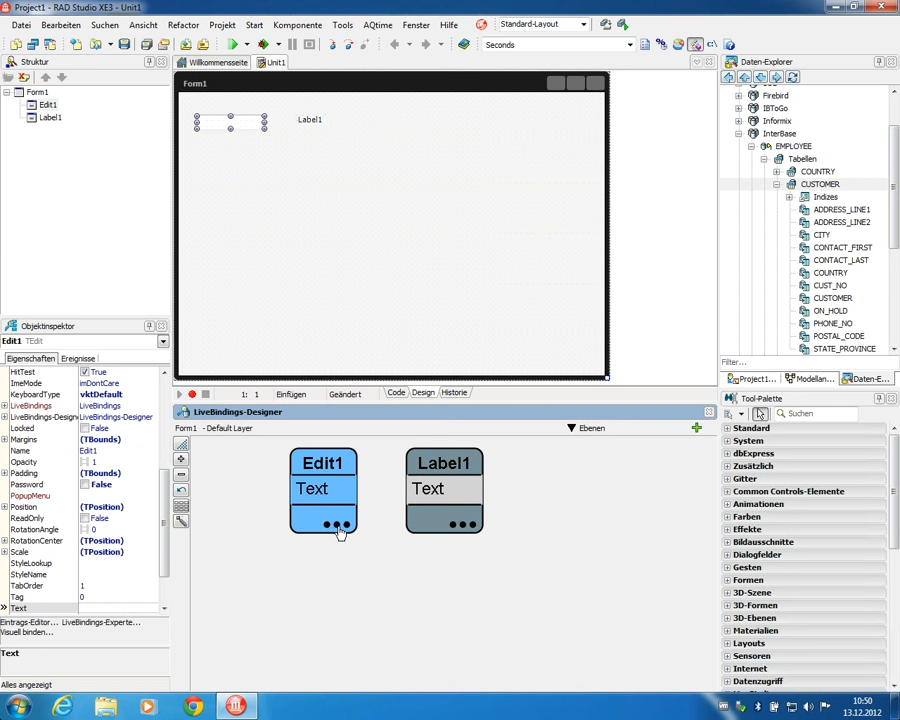 Project1 - RAD Studio XE3 - Unit1
Datei Bearbeiten Suchen Ansicht Refactor Projekt Start Komponente Tools AQtime Fenster Hilfe Standard-Layout
Seconds
Struktur
Form1
Edit1
Label1
Willkommensseite Unit1
Form1
Label1
Daten-Explorer
Firebird
IBToGo
Informix
InterBase
EMPLOYEE
Tabellen
COUNTRY
CUSTOMER
Indizes
ADDRESS_LINE1
ADDRESS_LINE2
CITY
CONTACT_FIRST
CONTACT_LAST
COUNTRY
CUST_NO
CUSTOMER
ON_HOLD
PHONE_NO
POSTAL_CODE
STATE_PROVINCE
Filter...
Project1... Modellan... Daten-E...
Objektinspektor
Edit1 TEdit
Eigenschaften Ereignisse
HitTest True
ImeMode imDontCare
KeyboardType vktDefault
LiveBindings LiveBindings
LiveBindings-Design LiveBindings-Designer
Locked False
Margins (TBounds)
Name Edit1
Opacity 1
Padding (TBounds)
Password False
PopupMenu
Position (TPosition)
ReadOnly False
RotationAngle 0
RotationCenter (TPosition)
Scale (TPosition)
StyleLookup
StyleName
TabOrder 1
Tag 0
Text
Eintrags-Editor... LiveBindings-Experte...
Visuell binden...
Text
Alles angezeigt
1: 1 Einfügen Geändert Code Design Historie
LiveBindings-Designer
Form1 - Default Layer Ebenen
Edit1
Text
Label1
Text
Tool-Palette
Suchen
Standard
System
dbExpress
Zusätzlich
Gitter
Common Controls-Elemente
Animationen
Farben
Effekte
Bildausschnitte
Dialogfelder
Gesten
Formen
3D-Szene
3D-Formen
3D-Ebenen
Materialien
Layouts
Sensoren
Internet
Datenzugriff
10:50
13.12.2012